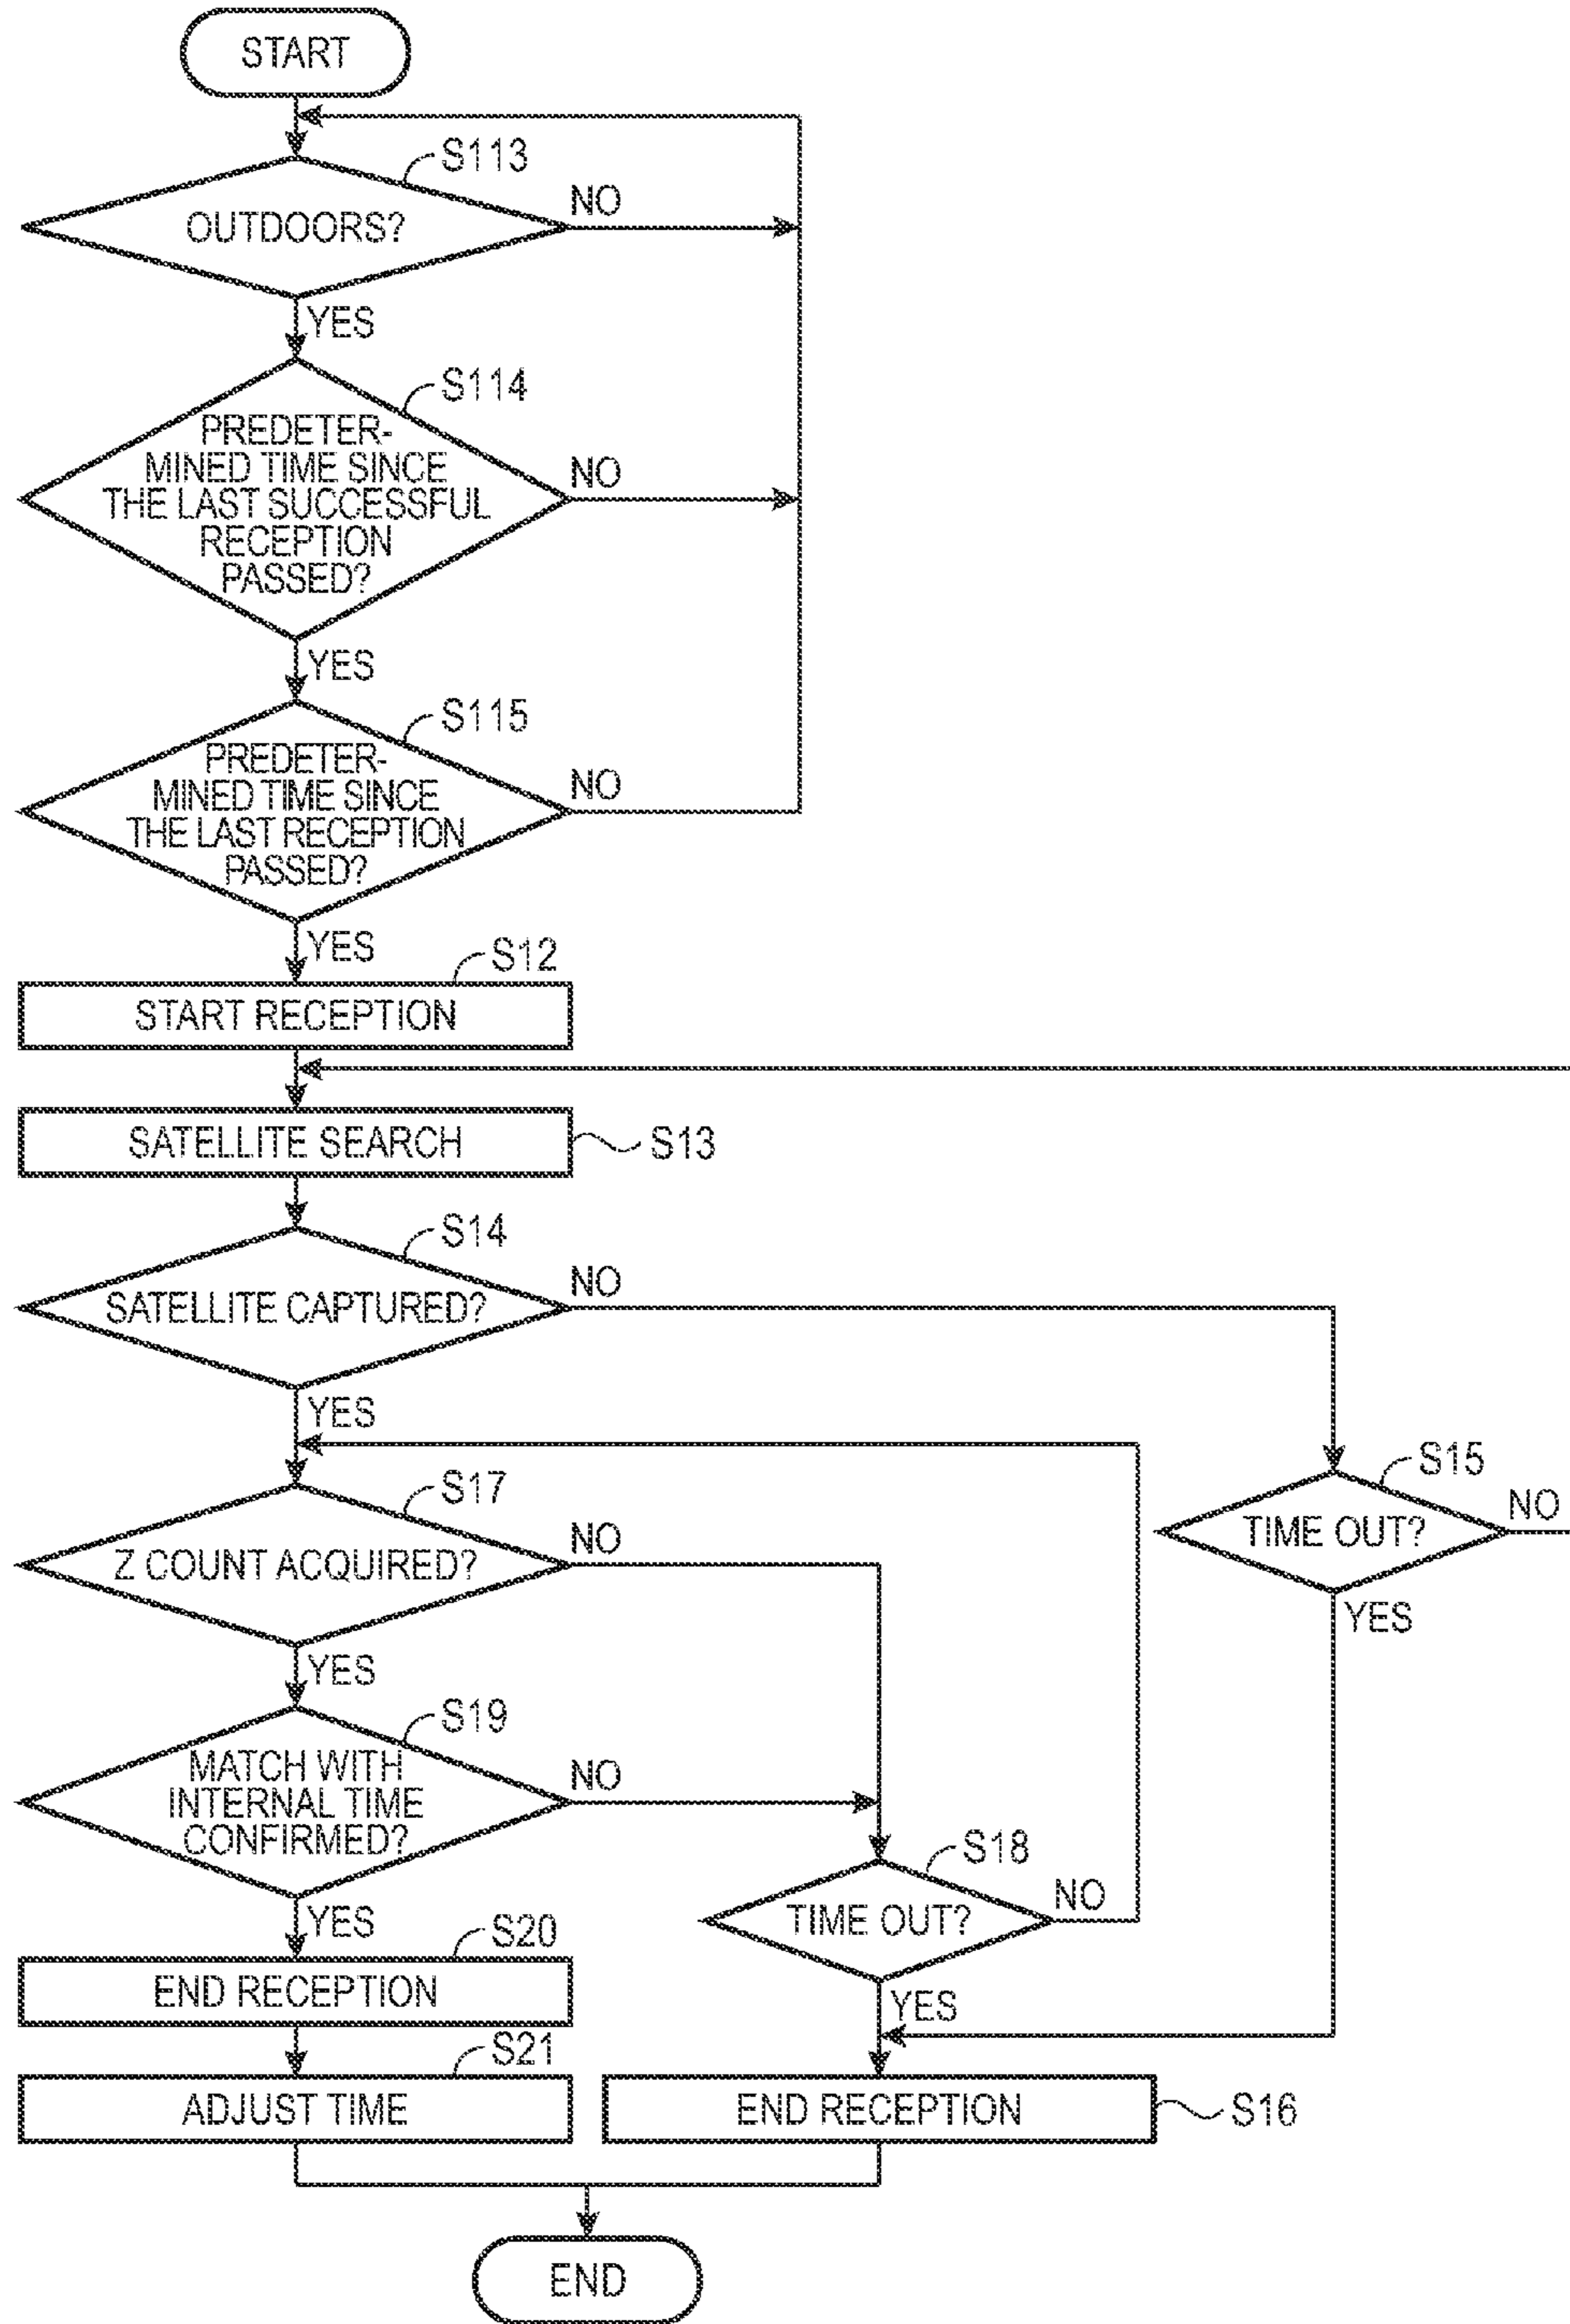 START
S113
OUTDOORS?
NO
YES
S114
PREDETER-
MINED TIME SINCE
THE LAST SUCCESSFUL
RECEPTION
PASSED?
NO
YES
S115
PREDETER-
MINED TIME SINCE
THE LAST RECEPTION
PASSED?
NO
YES
S12
START RECEPTION
SATELLITE SEARCH
S13
S14
SATELLITE CAPTURED?
NO
YES
S15
TIME OUT?
NO
YES
S17
Z COUNT ACQUIRED?
NO
YES
S19
MATCH WITH
INTERNAL TIME
CONFIRMED?
NO
YES
S18
TIME OUT?
NO
YES
S20
END RECEPTION
S21
ADJUST TIME
END RECEPTION
S16
END